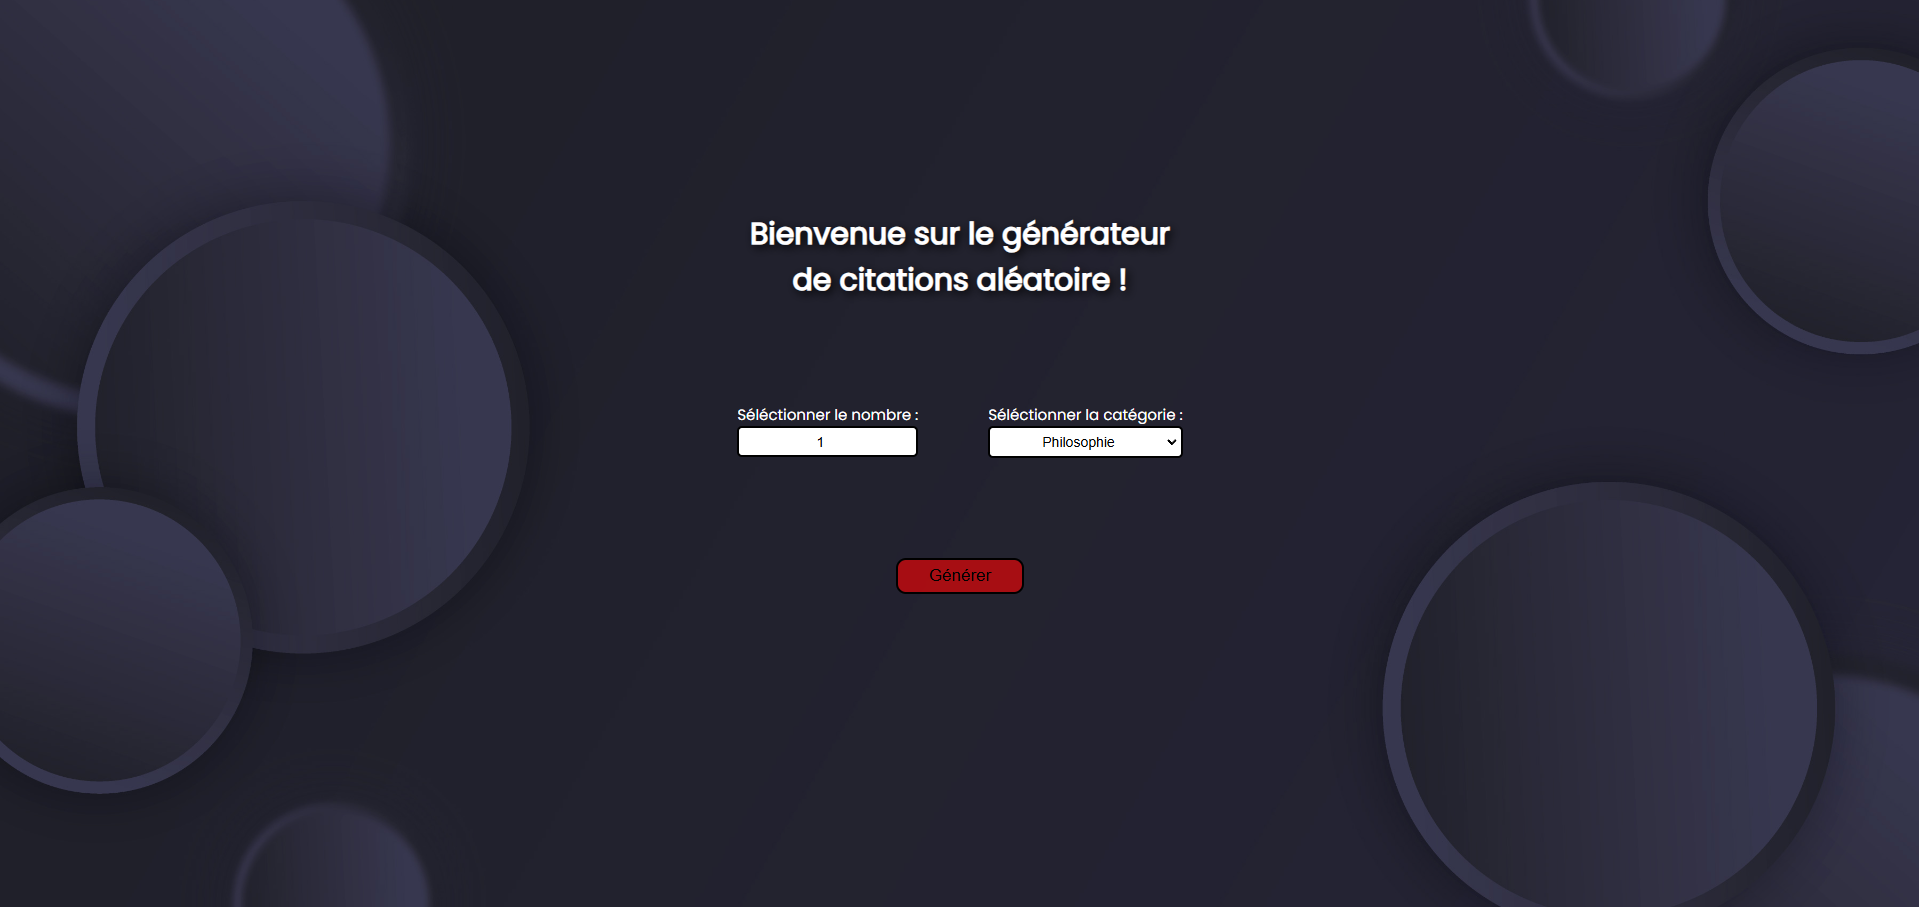 Bienvenue sur le générateur
de citations aléatoire !
Séléctionner le nombre :
Séléctionner la catégorie :
1
Philosophie
Générer